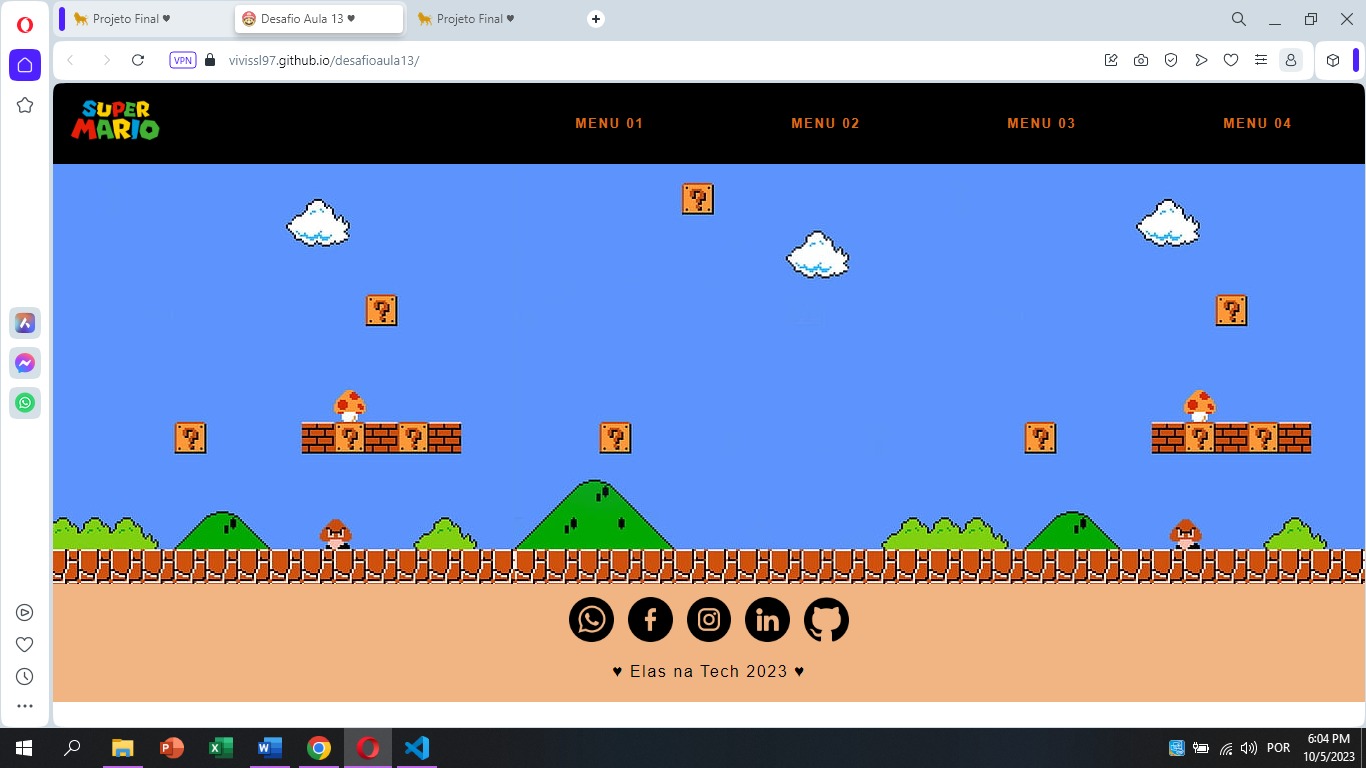 Projeto Final ♥
Desafio Aula 13 ♥
Projeto Final ♥
VPN
vivissl97.github.io/desafioaula13/
SUPER
MARIO
MENU 01
MENU 02
MENU 03
MENU 04
?
?
?
?
? ?
?
?
? ?
♥ Elas na Tech 2023 ♥
POR
6:04 PM
10/5/2023